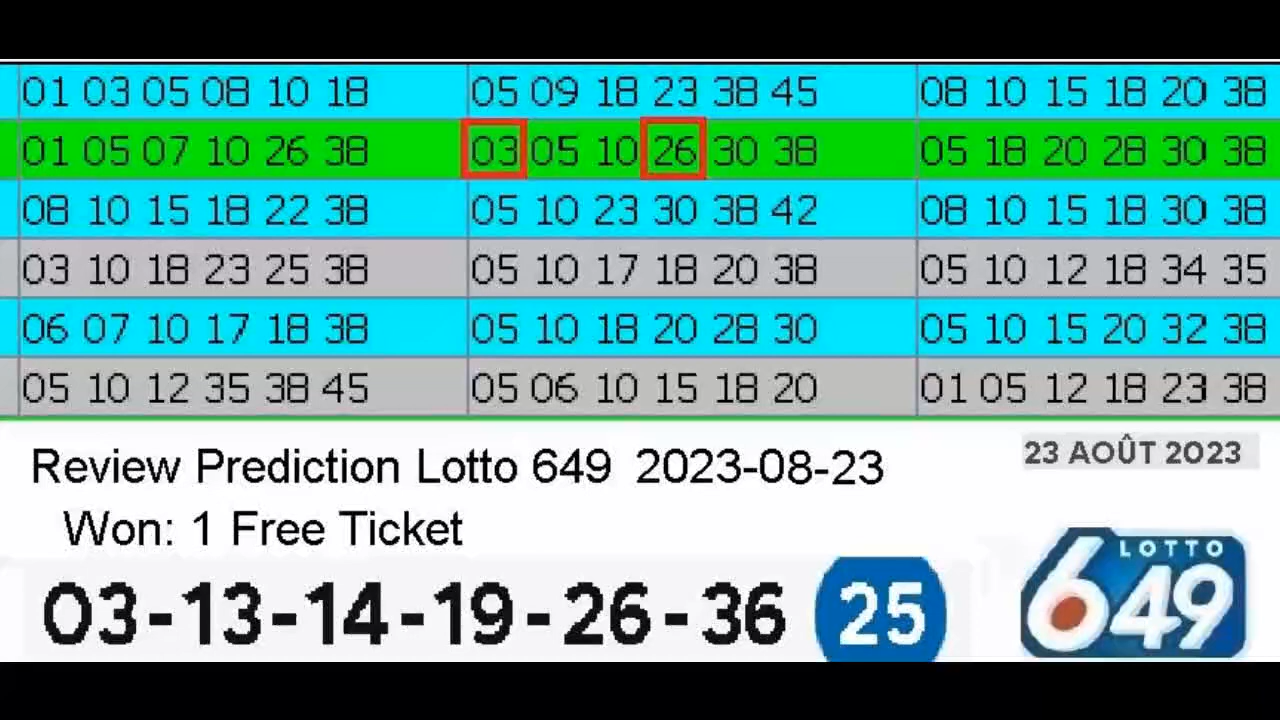 01 03 05 08 10 18 05 09 18 23 38 45 08 10 15 18 20 38
01 05 07 10 26 38 03 05 10 26 30 38 05 18 20 28 30 38
08 10 15 18 22 38 05 10 23 30 38 42 08 10 15 18 30 38
03 10 18 23 25 38 05 10 17 18 20 38 05 10 12 18 34 35
06 07 10 17 18 38 05 10 18 20 28 30 05 10 15 20 32 38
05 10 12 35 38 45 05 06 10 15 18 20 01 05 12 18 23 38
Review Prediction Lotto 649 2023-08-23
23 AOÛT 2023
Won: 1 Free Ticket
03-13-14-19-26-36 25
LOTTO
649